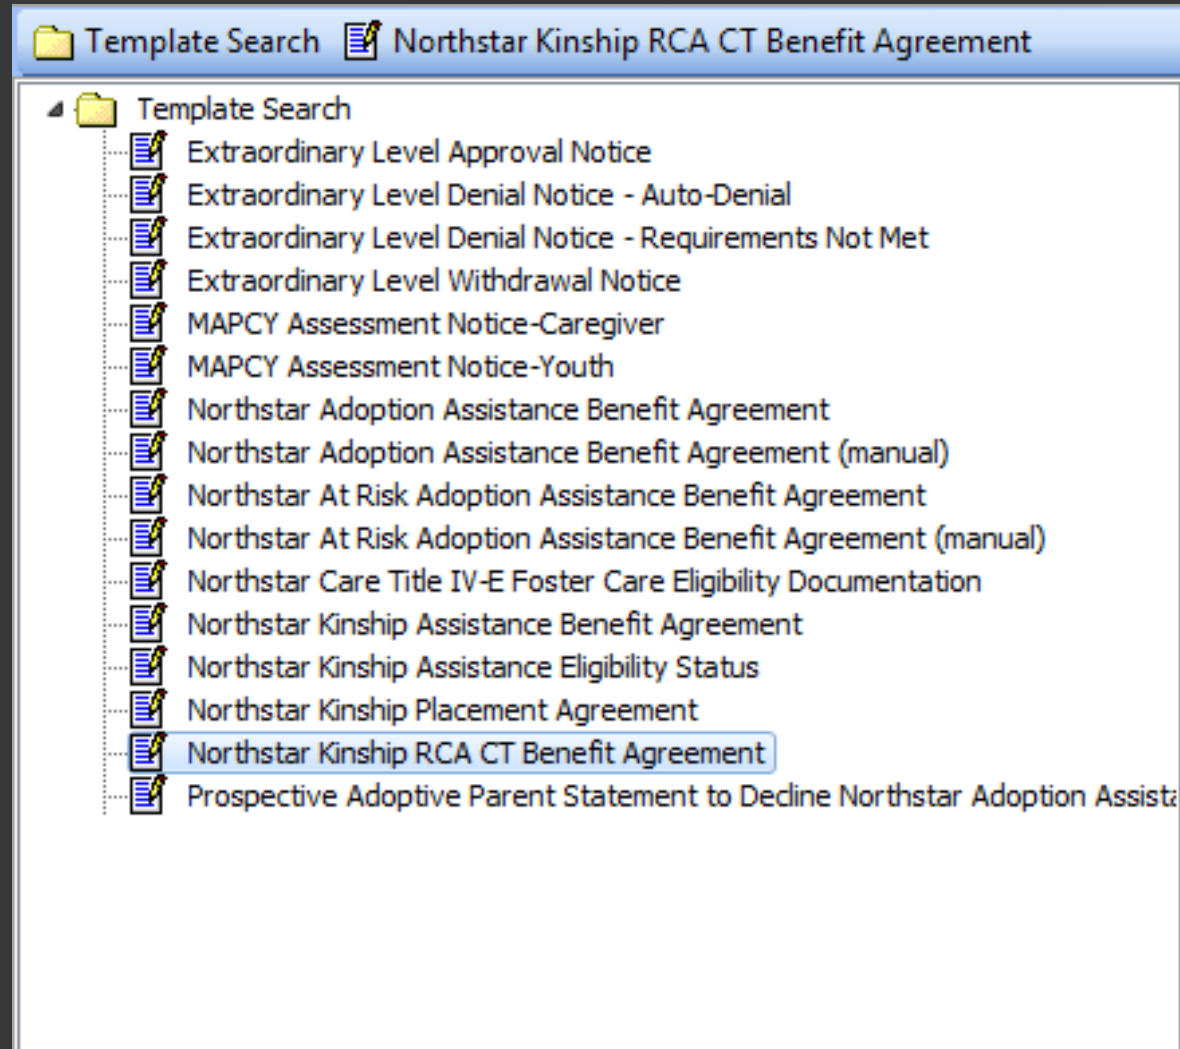 Template Search Northstar Kinship RCA CT Benefit Agreement
Template Search
Extraordinary Level Approval Notice
Extraordinary Level Denial Notice - Auto-Denial
Extraordinary Level Denial Notice - Requirements Not Met
Extraordinary Level Withdrawal Notice
MAPCY Assessment Notice-Caregiver
MAPCY Assessment Notice-Youth
Northstar Adoption Assistance Benefit Agreement
Northstar Adoption Assistance Benefit Agreement (manual)
Northstar At Risk Adoption Assistance Benefit Agreement
Northstar At Risk Adoption Assistance Benefit Agreement (manual)
Northstar Care Title IV-E Foster Care Eligibility Documentation
Northstar Kinship Assistance Benefit Agreement
Northstar Kinship Assistance Eligibility Status
Northstar Kinship Placement Agreement
Northstar Kinship RCA CT Benefit Agreement
Prospective Adoptive Parent Statement to Decline Northstar Adoption Assista